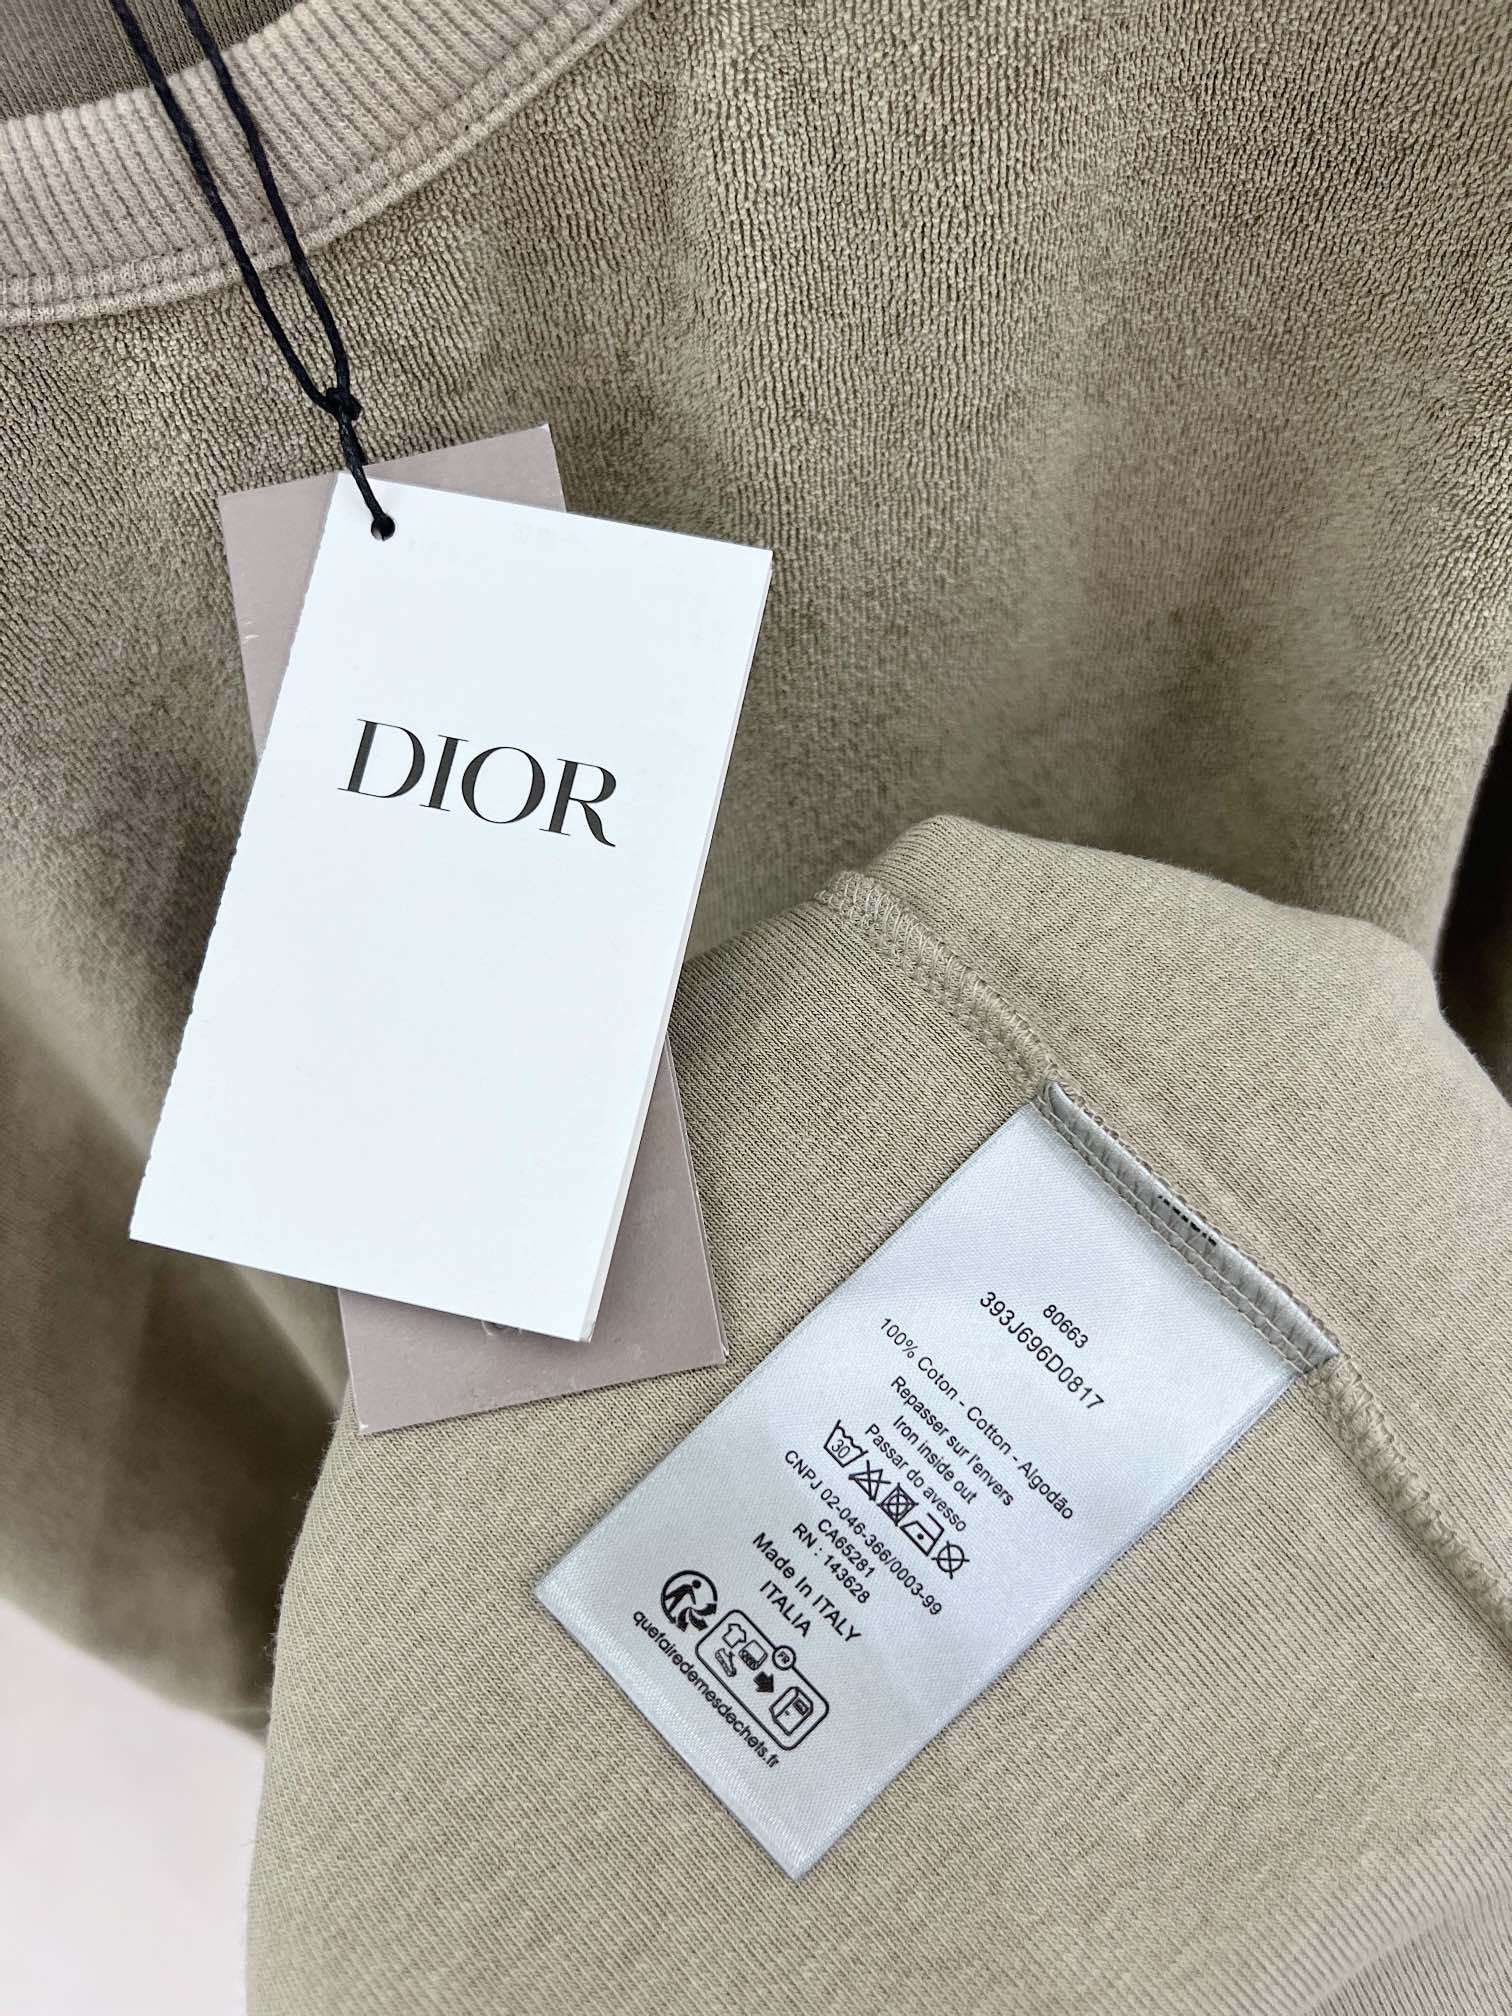 DIOR
80663
393J696D0817
100% Coton - Cotton - Algodão
Repasser sur l'envers
Iron inside out
Passar do avesso
30
CNPJ 02-046-366/0003-99
CA65281
RN : 143628
Made In ITALY
ITALIA
FR
quefairedemesdechets.fr